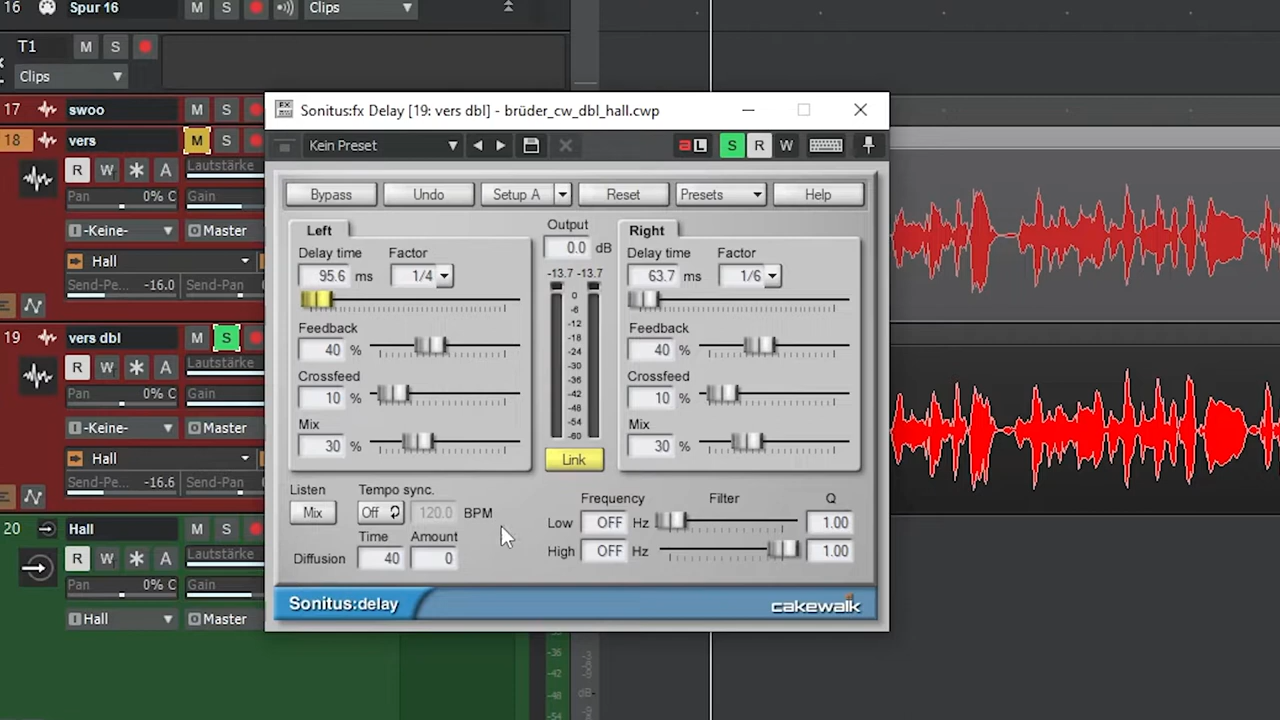 16 Spur 16 M S Clips
T1 M S
Clips
17 swoo M S
18 vers M S
R W * A Lautstärke
Pan 0% C Gain
-Keine- O Master
Hall
Send-Pe... -16.0 Send-Pan
19 vers dbl M S
R W * A Lautstärke
Pan 0% C Gain
-Keine- O Master
Hall
Send-Pe... -16.6 Send-Pan
20 Hall M S
R W * A Lautstärke
Pan 0% C Gain
I Hall O Master
FX Sonitus:fx Delay [19: vers dbl] - brüder_cw_dbl_hall.cwp
Kein Preset a L S R W
Bypass Undo Setup A Reset Presets Help
Left
Delay time Factor
95.6 ms 1/4
Feedback
40 %
Crossfeed
10 %
Mix
30 %
Output
0.0 dB
-13.7 -13.7
0
-6
-12
-18
-24
-30
-36
-42
-48
-54
-60
Link
Right
Delay time Factor
63.7 ms 1/6
Feedback
40 %
Crossfeed
10 %
Mix
30 %
Listen Tempo sync.
Mix Off 120.0 BPM
Time Amount
Diffusion 40 0
Frequency Filter Q
Low OFF Hz 1.00
High OFF Hz 1.00
Sonitus:delay cakewalk
-36
-42
-48
-54
dB